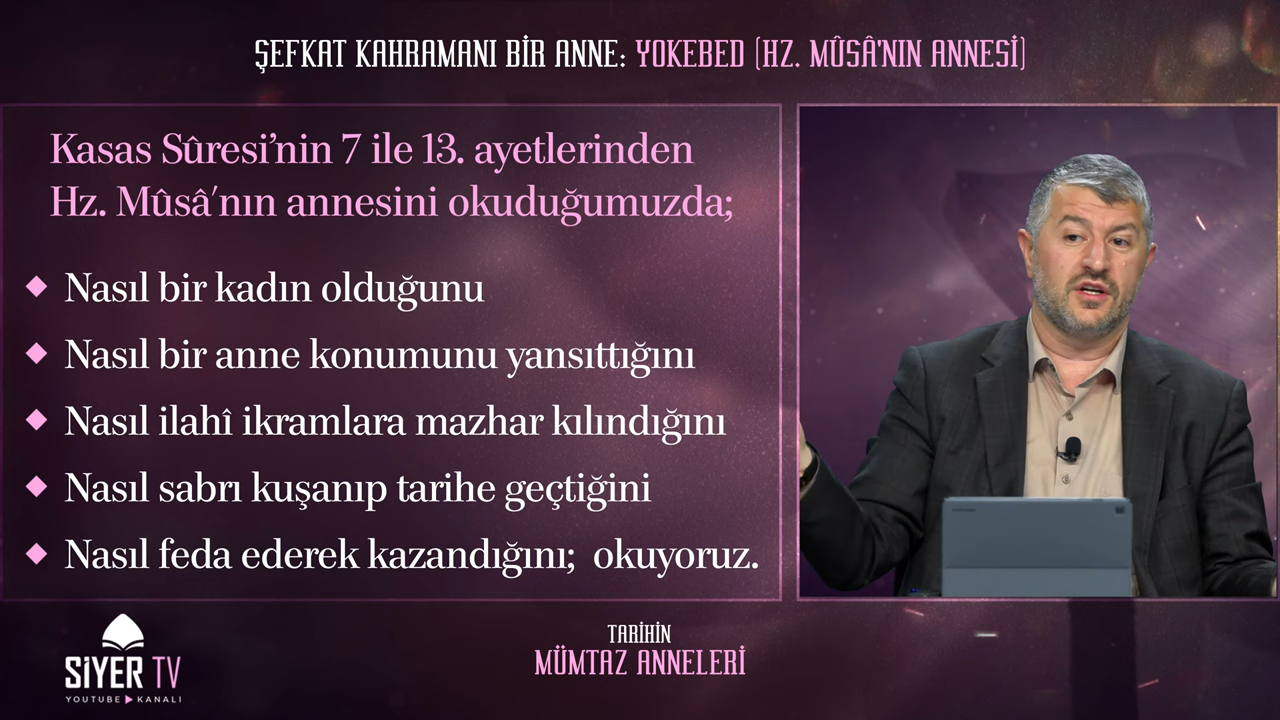 ŞEFKAT KAHRAMANI BİR ANNE: YOKEBED (HZ. MÛSÂ'NIN ANNESİ)
Kasas Sûresi’nin 7 ile 13. ayetlerinden
Hz. Mûsâ'nın annesini okuduğumuzda;
Nasıl bir kadın olduğunu
Nasıl bir anne konumunu yansıttığını
Nasıl ilahî ikramlara mazhar kılındığını
Nasıl sabrı kuşanıp tarihe geçtiğini
Nasıl feda ederek kazandığını; okuyoruz.
SİYER TV
YOUTUBE KANALI
TARİHİN
MÜMTAZ ANNELERİ